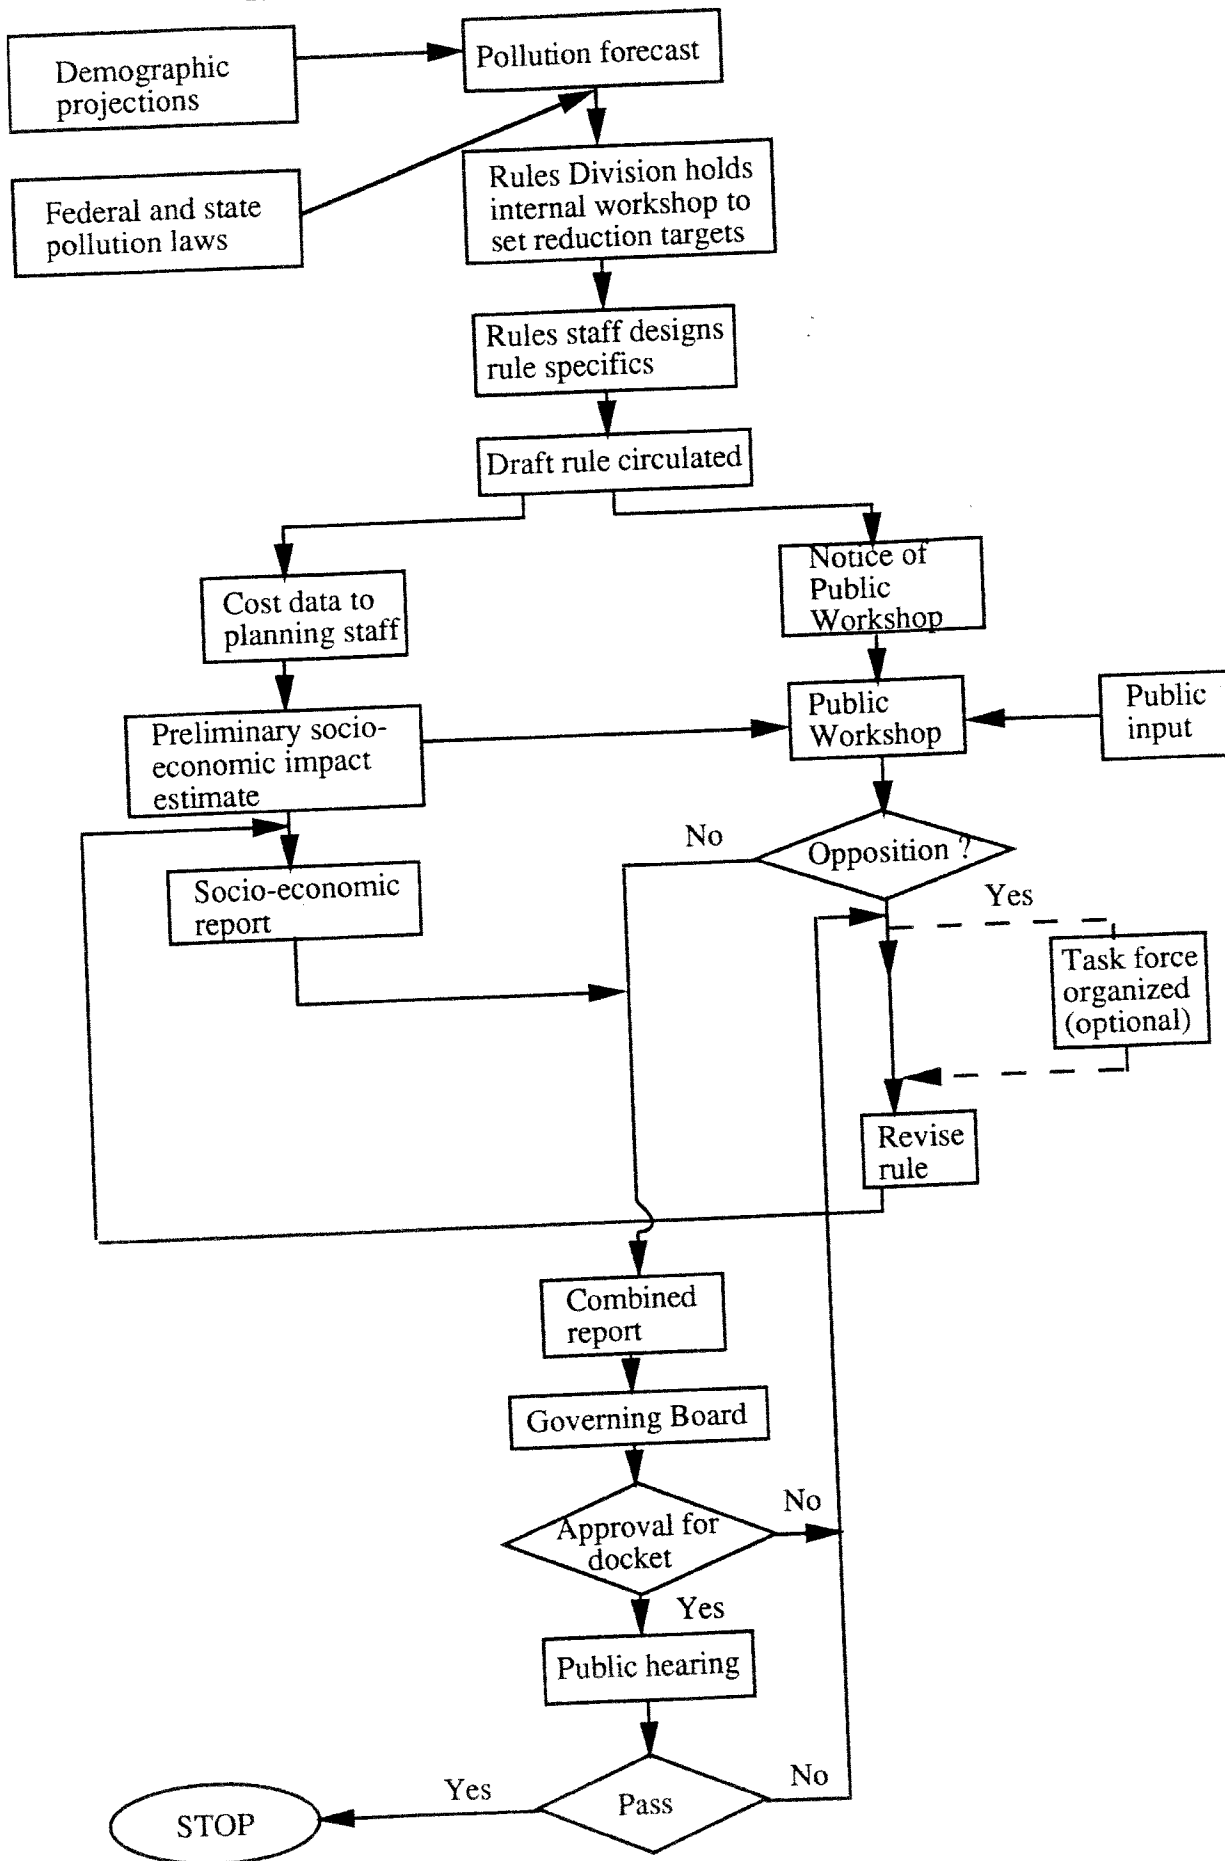 Demographic
projections
Pollution forecast
Federal and state
pollution laws
Rules Division holds
internal workshop to
set reduction targets
Rules staff designs
rule specifics
Draft rule circulated
Cost data to
planning staff
Notice of
Public
Workshop
Preliminary socio-
economic impact
estimate
Public
Workshop
Public
input
No
Opposition ?
Yes
Socio-economic
report
Task force
organized
(optional)
Revise
rule
Combined
report
Governing Board
Approval for
docket
No
Yes
Public hearing
Pass
No
Yes
STOP